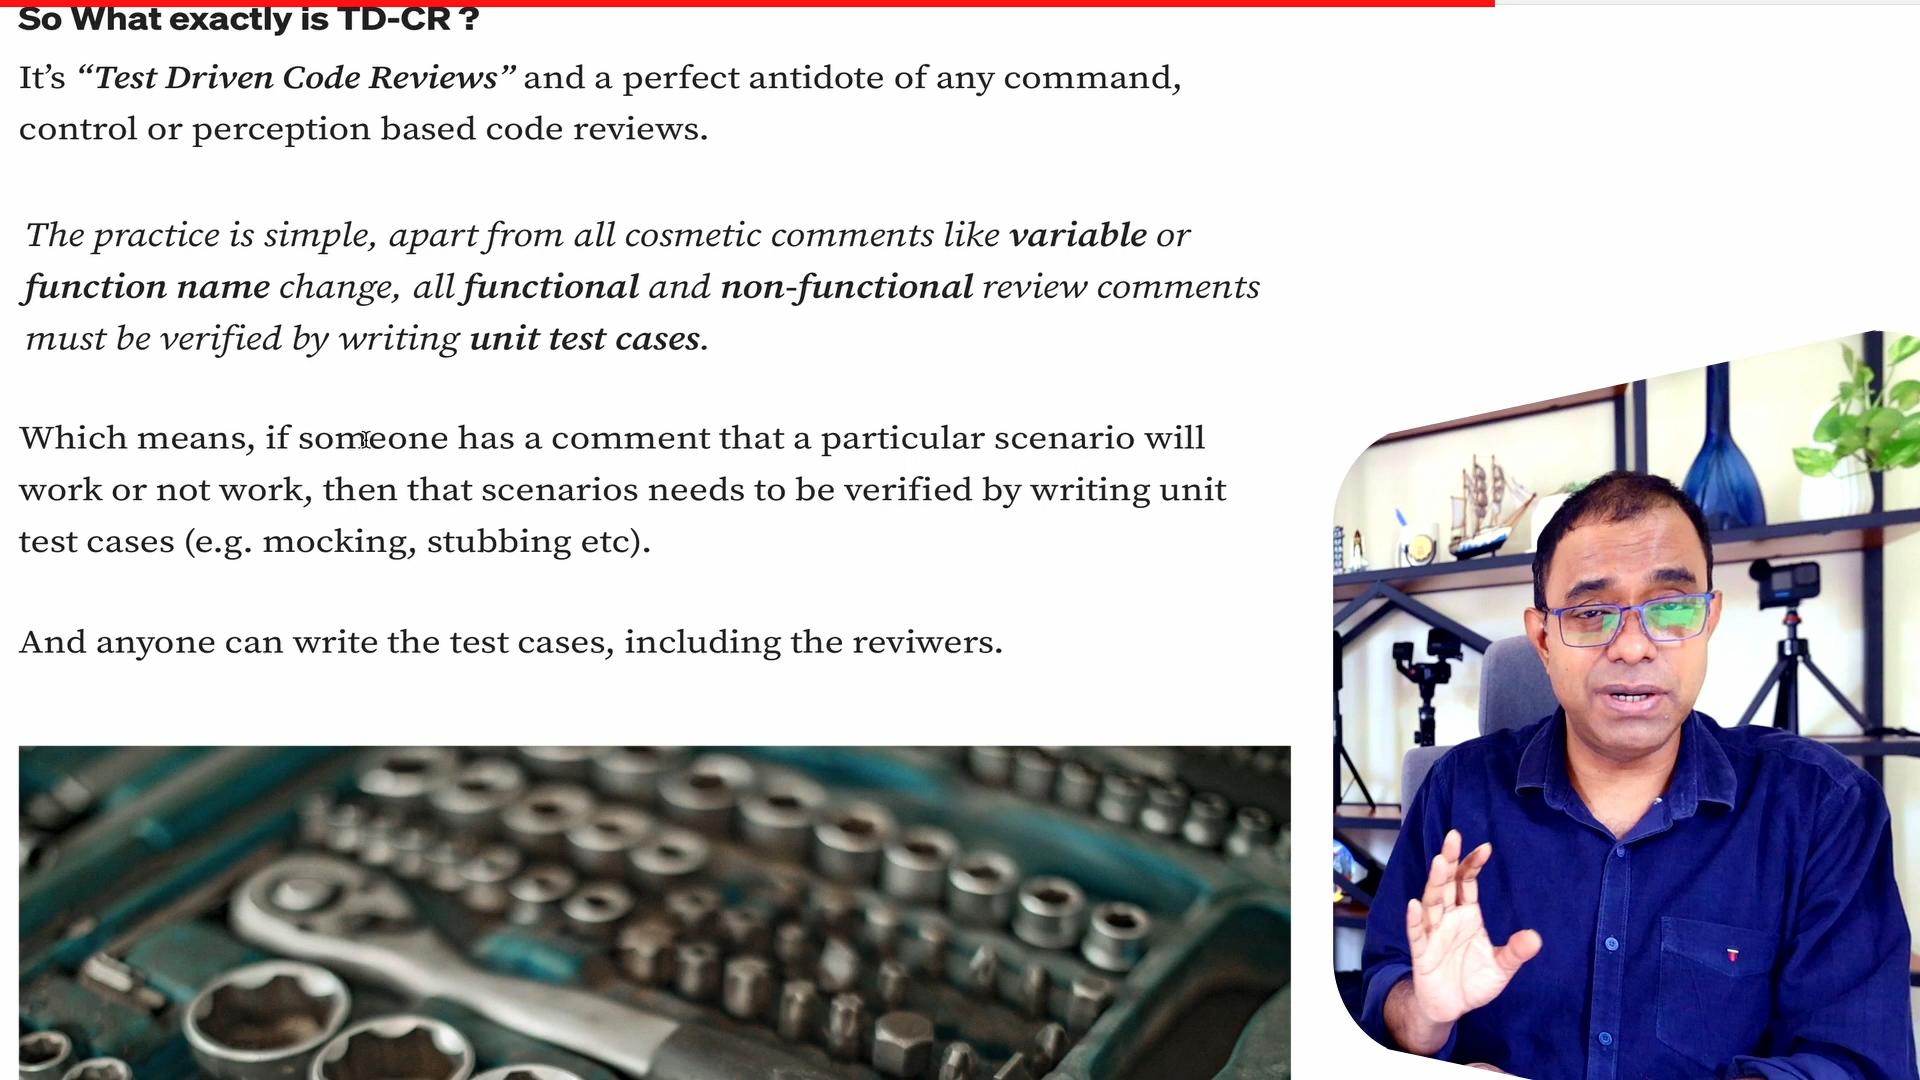 So What exactly is TD-CR ?
It’s “Test Driven Code Reviews” and a perfect antidote of any command,
control or perception based code reviews.
The practice is simple, apart from all cosmetic comments like variable or
function name change, all functional and non-functional review comments
must be verified by writing unit test cases.
Which means, if someone has a comment that a particular scenario will
work or not work, then that scenarios needs to be verified by writing unit
test cases (e.g. mocking, stubbing etc).
And anyone can write the test cases, including the reviwers.